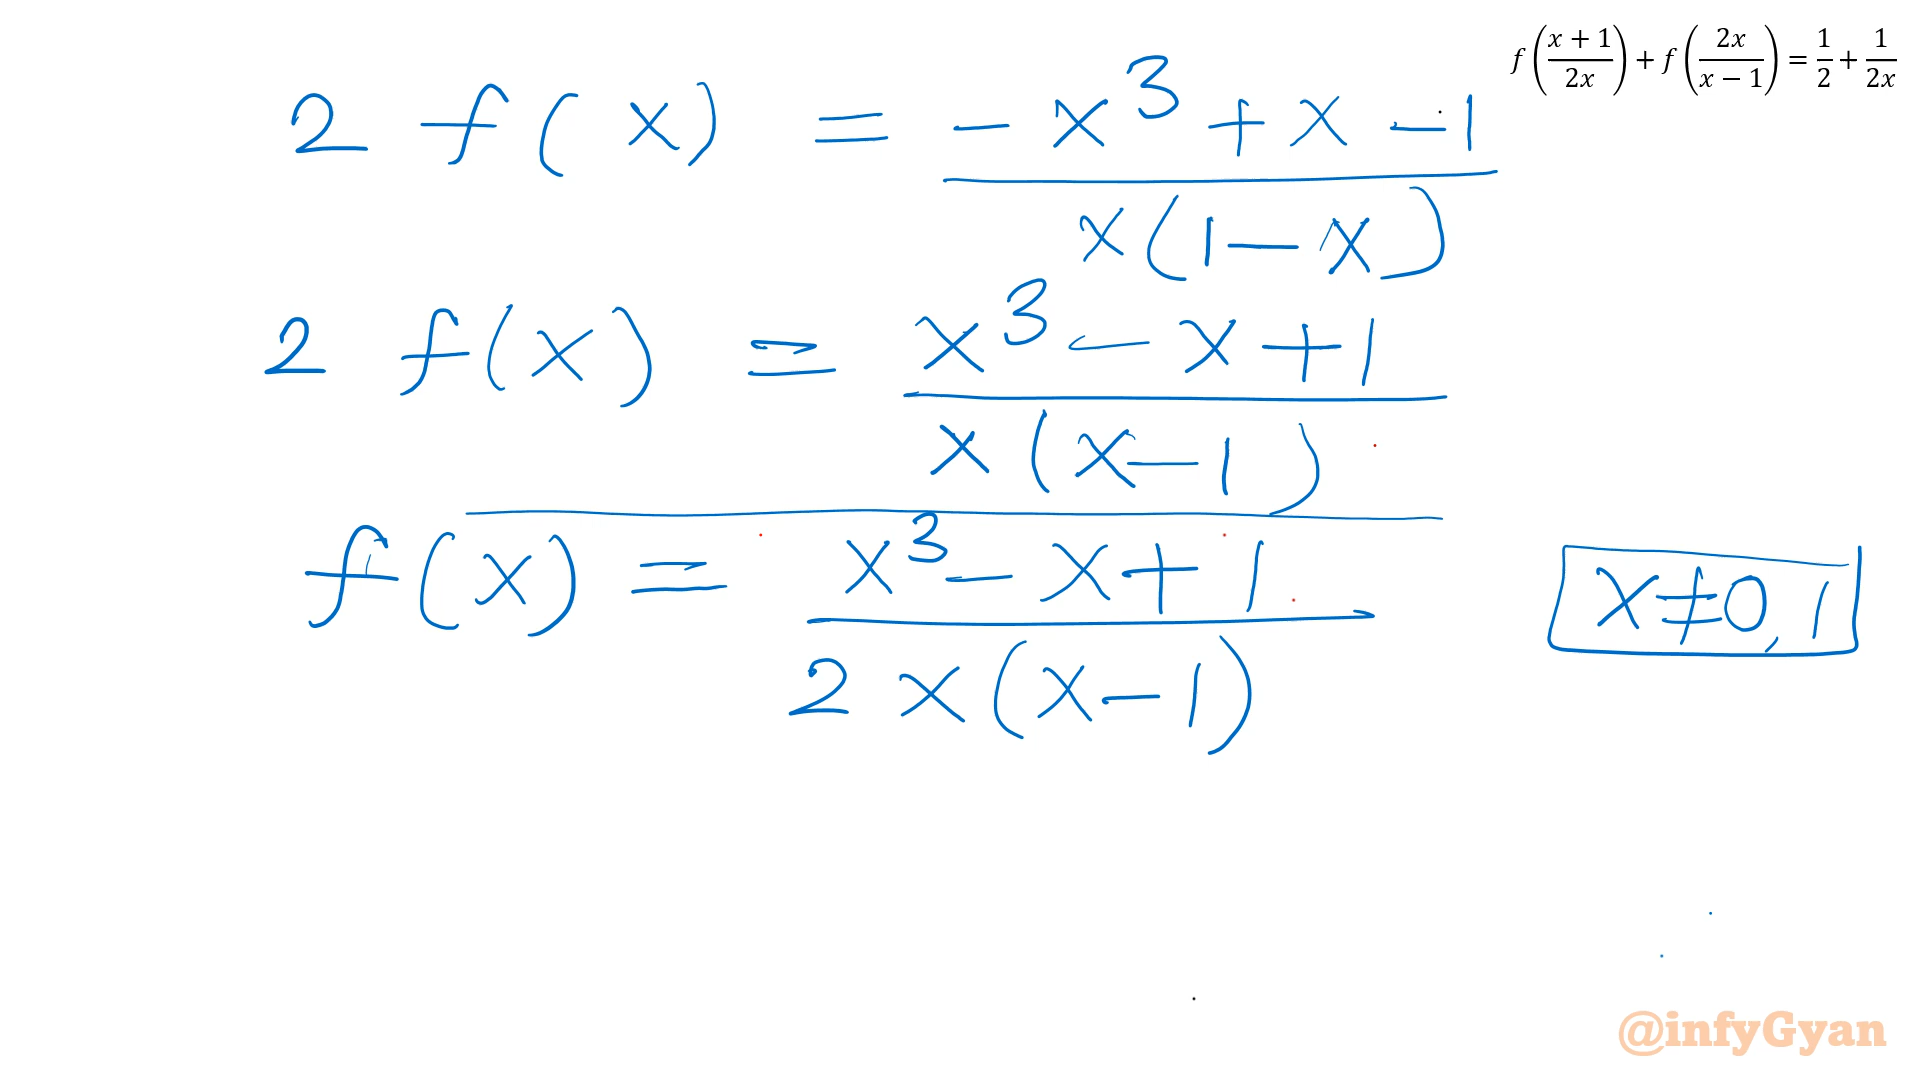 f((x + 1)/(2x)) + f((2x)/(x − 1)) = 1/2 + 1/(2x)
2 f(x) = (− x³ + x − 1)/(x(1 − x))
2 f(x) = (x³ − x + 1)/(x(x − 1))
f(x) = (x³ − x + 1)/(2x(x − 1))
x ≠ 0, 1
@infyGyan